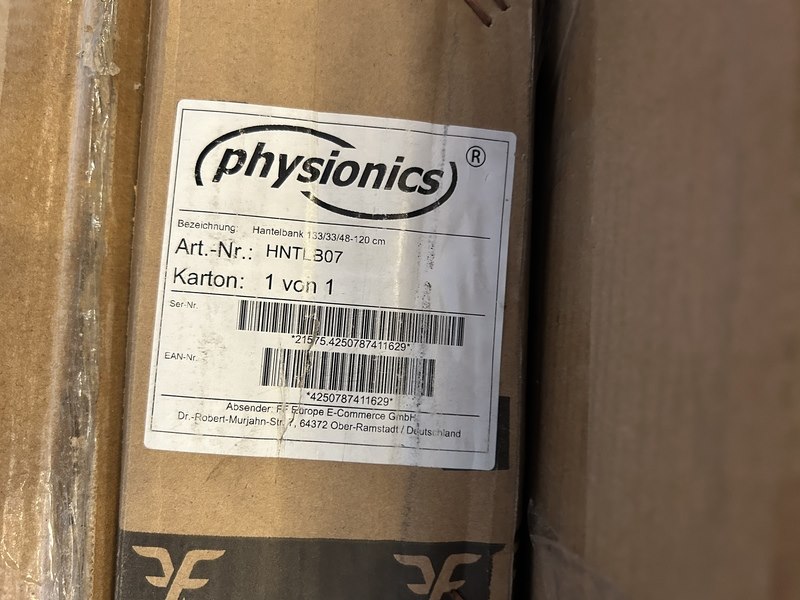 physionics ®
Bezeichnung: Hantelbank 133/33/48-120 cm
Art.-Nr.: HNTLB07
Karton: 1 von 1
Ser-Nr.
*21575.4250787411629*
EAN-Nr.
*4250787411629*
Absender: FF Europe E-Commerce GmbH
Dr.-Robert-Murjahn-Str. 7, 64372 Ober-Ramstadt / Deutschland